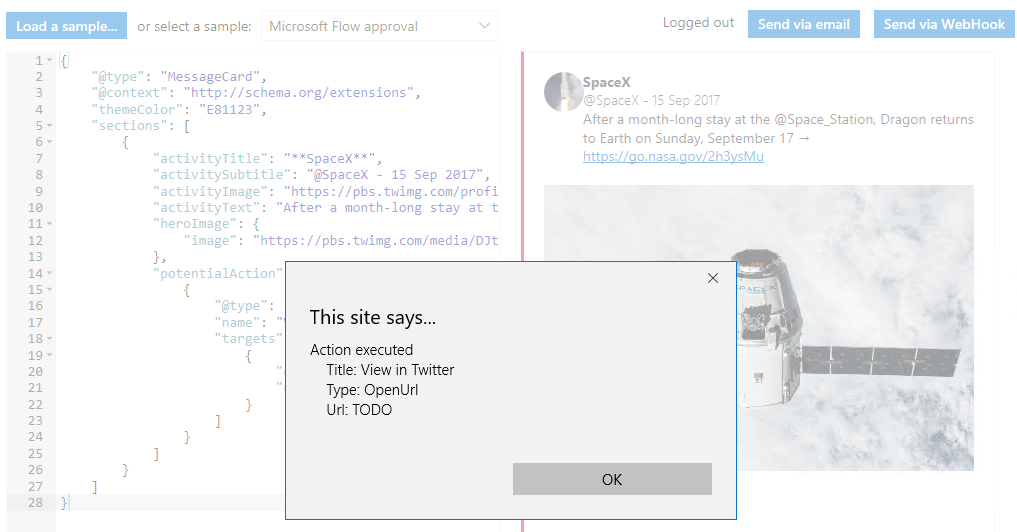 Load a sample... or select a sample: Microsoft Flow approval Logged out Send via email Send via WebHook
1 {
2 "@type": "MessageCard",
3 "@context": "http://schema.org/extensions",
4 "themeColor": "E81123",
5 "sections": [
6 {
7 "activityTitle": "**SpaceX**",
8 "activitySubtitle": "@SpaceX - 15 Sep 2017",
9 "activityImage": "https://pbs.twimg.com/profi
10 "activityText": "After a month-long stay at t
11 "heroImage": {
12 "image": "https://pbs.twimg.com/media/DJt
13 },
14 "potentialAction"
15 {
16 "@type":
17 "name": "
18 "targets"
19 {
20 "
21 "
22 }
23 ]
24 }
25 ]
26 }
27 ]
28 }
SpaceX
@SpaceX - 15 Sep 2017
After a month-long stay at the @Space_Station, Dragon returns
to Earth on Sunday, September 17 →
https://go.nasa.gov/2h3ysMu
SPACEX
This site says...
Action executed
Title: View in Twitter
Type: OpenUrl
Url: TODO
OK